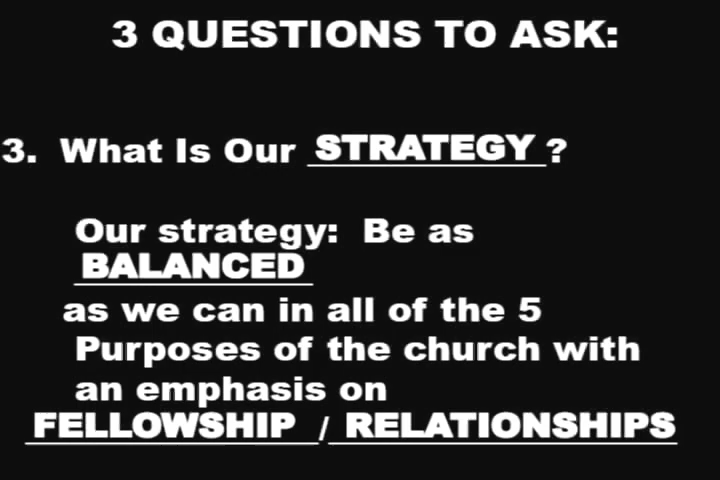 3 QUESTIONS TO ASK:
3. What Is Our STRATEGY?
Our strategy: Be as
BALANCED
as we can in all of the 5
Purposes of the church with
an emphasis on
FELLOWSHIP / RELATIONSHIPS